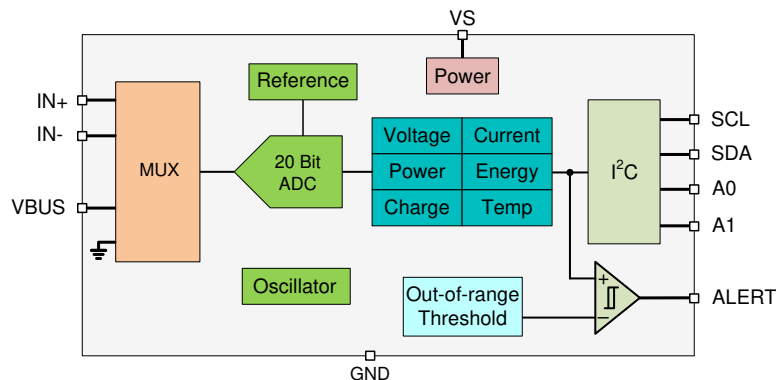 VS
Reference
Power
IN+
IN-
VBUS
MUX
20 Bit
ADC
Voltage
Current
Power
Energy
Charge
Temp
I²C
SCL
SDA
A0
A1
Oscillator
Out-of-range
Threshold
+
−
ALERT
GND